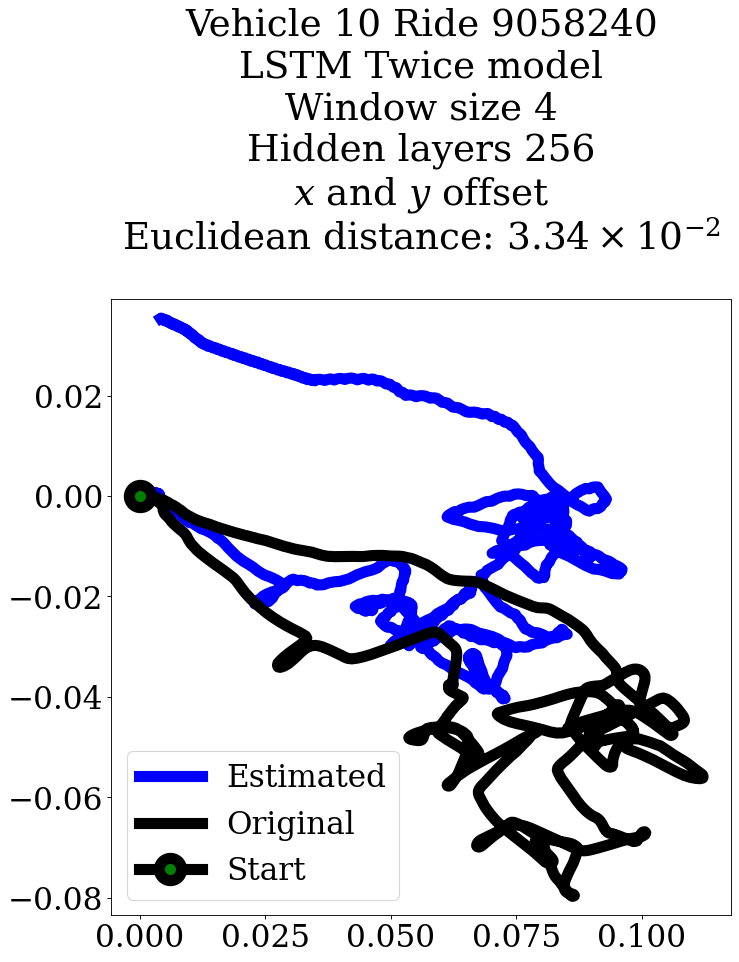 Vehicle 10 Ride 9058240
LSTM Twice model
Window size 4
Hidden layers 256
x and y offset
Euclidean distance: 3.34 × 10⁻²
0.02
0.00
−0.02
−0.04
−0.06
−0.08
Estimated
Original
Start
0.000 0.025 0.050 0.075 0.100